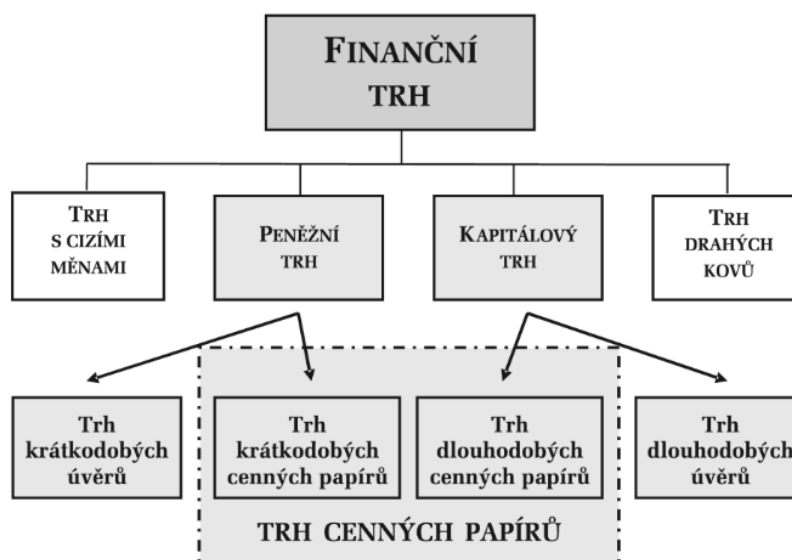 FINANČNÍ
TRH
TRH
S CIZÍMI
MĚNAMI
PENĚŽNÍ
TRH
KAPITÁLOVÝ
TRH
TRH
DRAHÝCH
KOVŮ
Trh
krátkodobých
úvěrů
Trh
krátkodobých
cenných papírů
Trh
dlouhodobých
cenných papírů
Trh
dlouhodobých
úvěrů
TRH CENNÝCH PAPÍRŮ